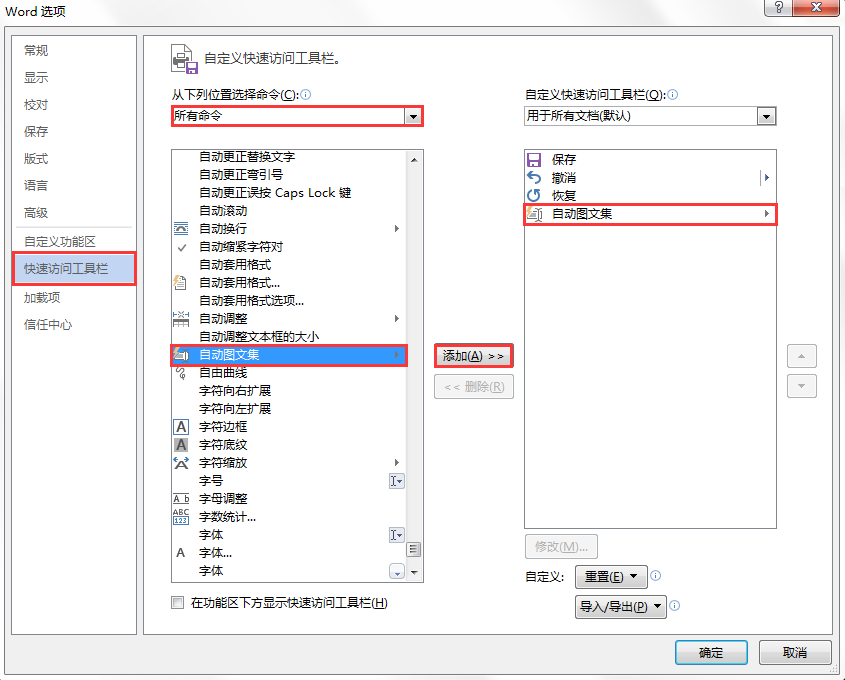 Word 选项
常规
显示
校对
保存
版式
语言
高级
自定义功能区
快速访问工具栏
加载项
信任中心
自定义快速访问工具栏。
从下列位置选择命令(C):
所有命令
自动更正替换文字
自动更正弯引号
自动更正误按 Caps Lock 键
自动滚动
自动换行
自动缩紧字符对
自动套用格式
自动套用格式...
自动套用格式选项...
自动调整
自动调整文本框的大小
自动图文集
自由曲线
字符向右扩展
字符向左扩展
字符边框
字符底纹
字符缩放
字号
字母调整
字数统计...
字体
字体...
字体
在功能区下方显示快速访问工具栏(H)
添加(A) >>
<< 删除(R)
自定义快速访问工具栏(Q):
用于所有文档(默认)
保存
撤消
恢复
自动图文集
修改(M)...
自定义:
重置(E)
导入/导出(P)
确定
取消